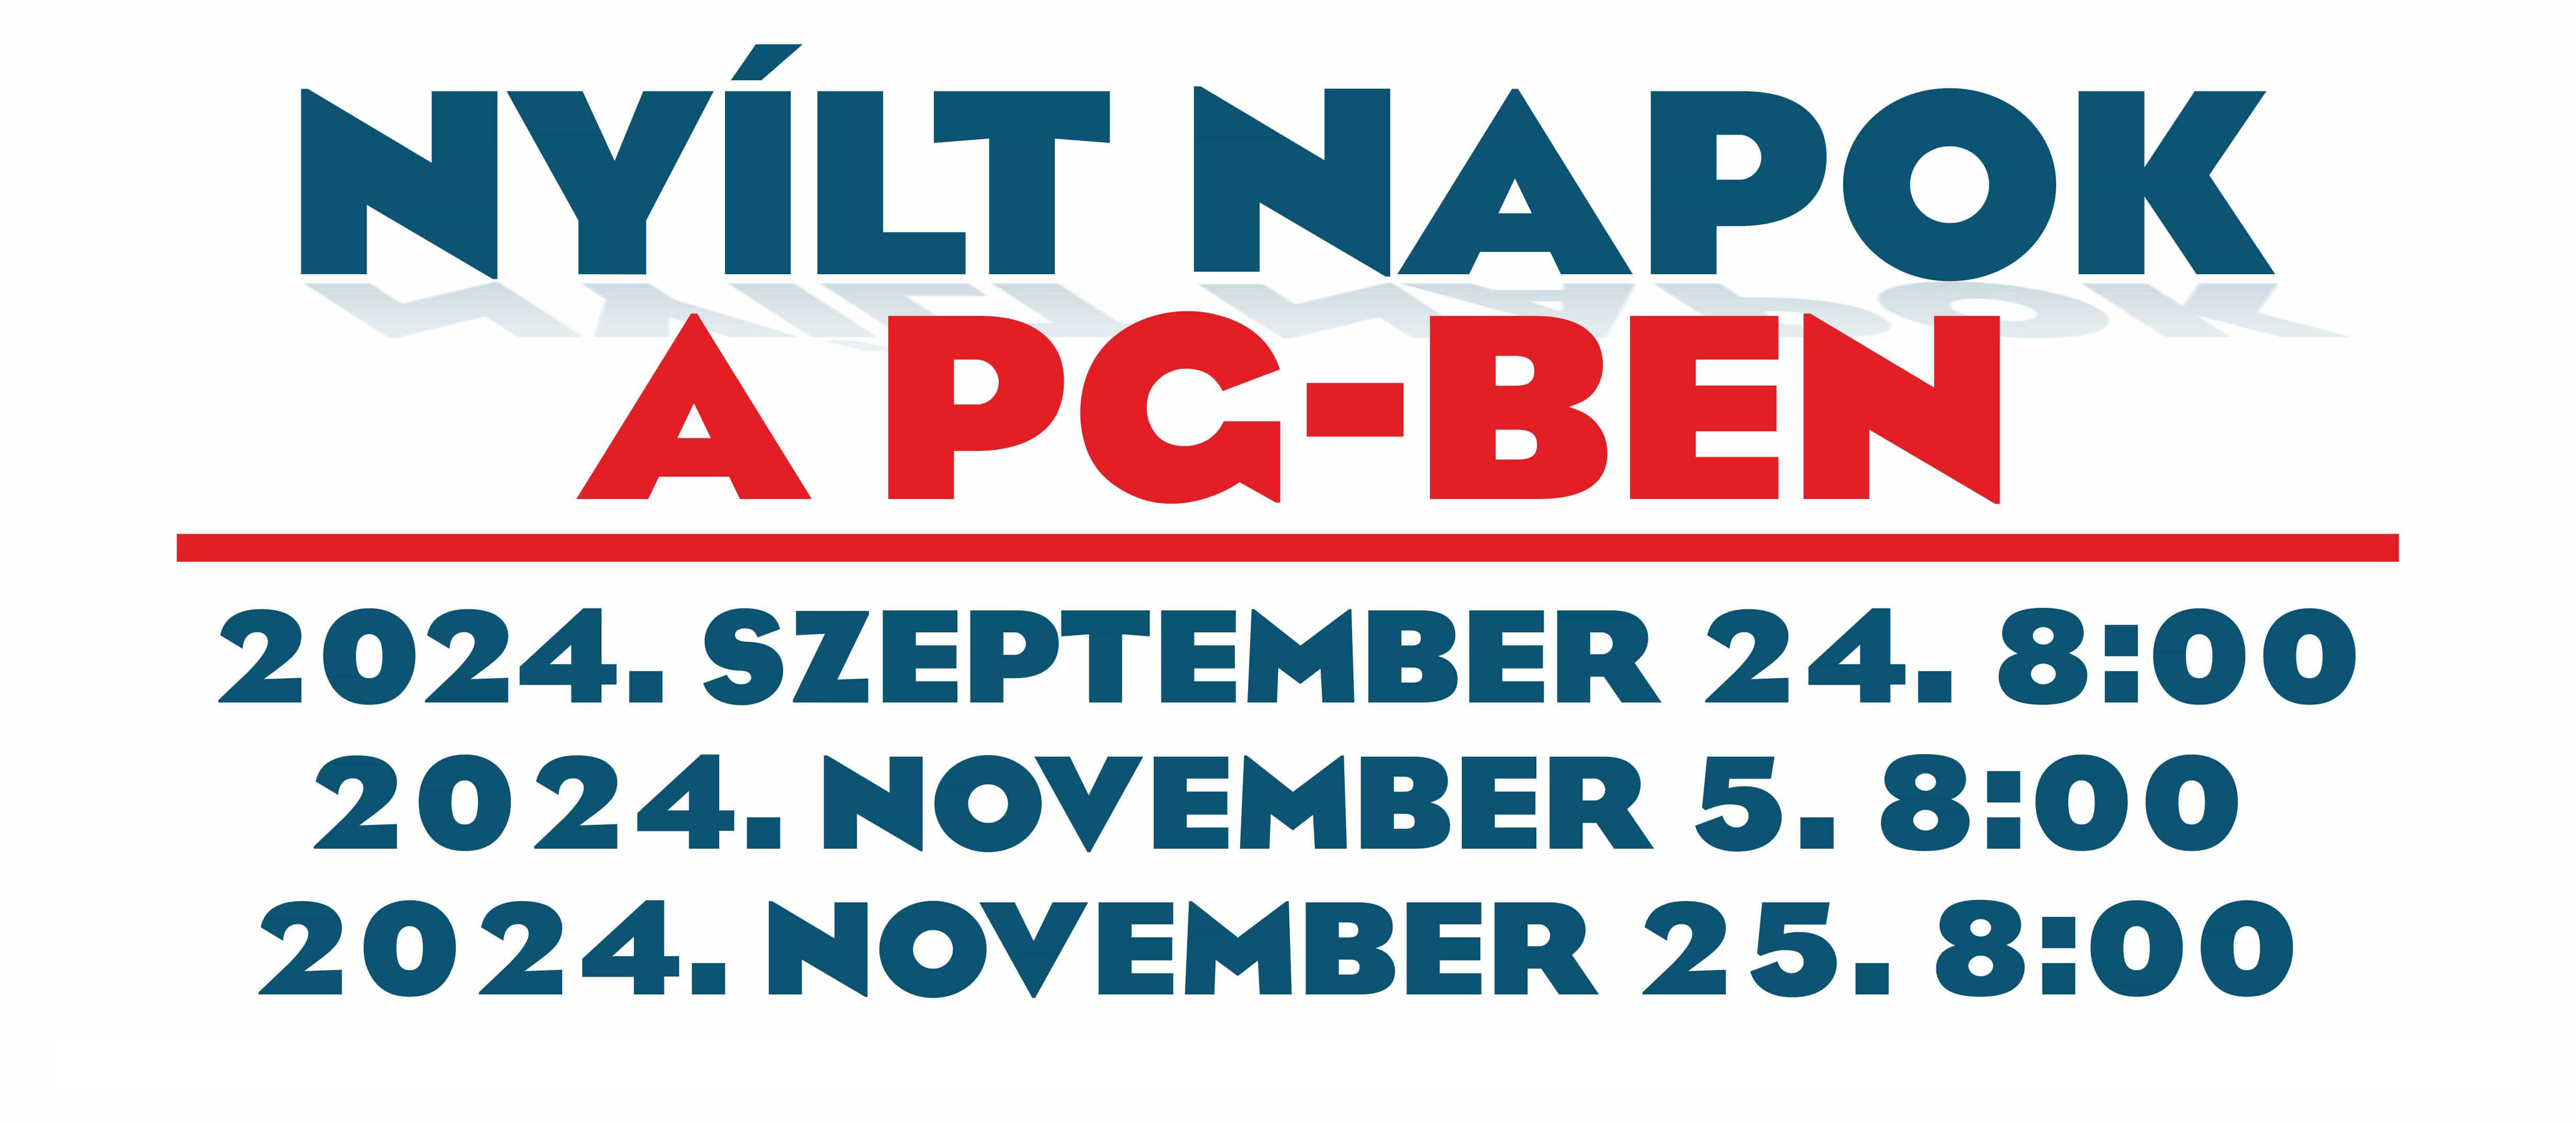 NYÍLT NAPOK
A PG-BEN
2024. SZEPTEMBER 24. 8:00
2024. NOVEMBER 5. 8:00
2024. NOVEMBER 25. 8:00